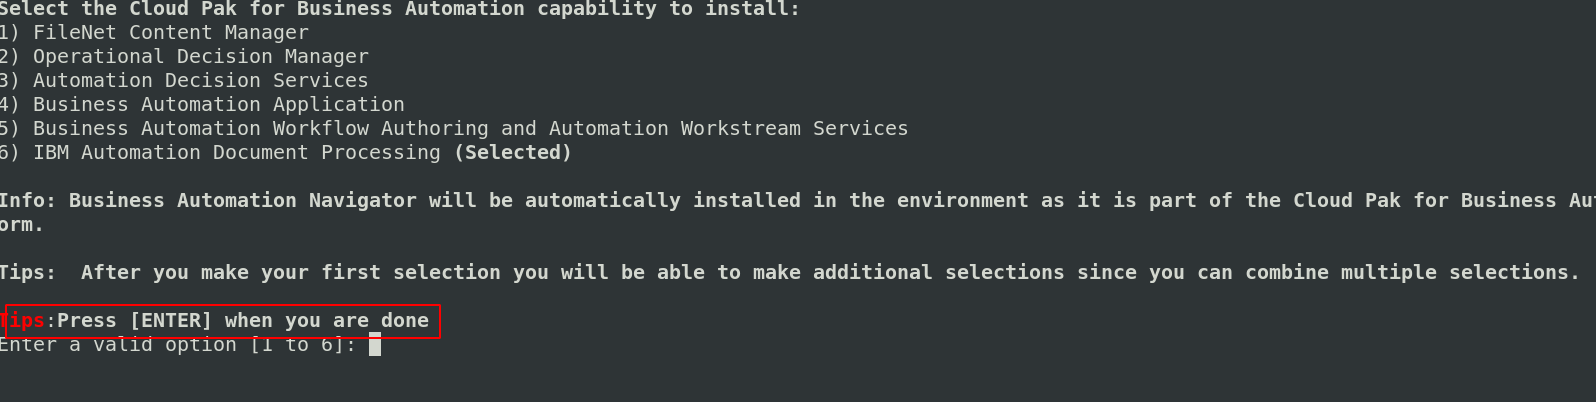 Select the Cloud Pak for Business Automation capability to install:
1) FileNet Content Manager
2) Operational Decision Manager
3) Automation Decision Services
4) Business Automation Application
5) Business Automation Workflow Authoring and Automation Workstream Services
6) IBM Automation Document Processing (Selected)
Info: Business Automation Navigator will be automatically installed in the environment as it is part of the Cloud Pak for Business Aut
orm.
Tips:  After you make your first selection you will be able to make additional selections since you can combine multiple selections.
Tips:Press [ENTER] when you are done
Enter a valid option [1 to 6]: